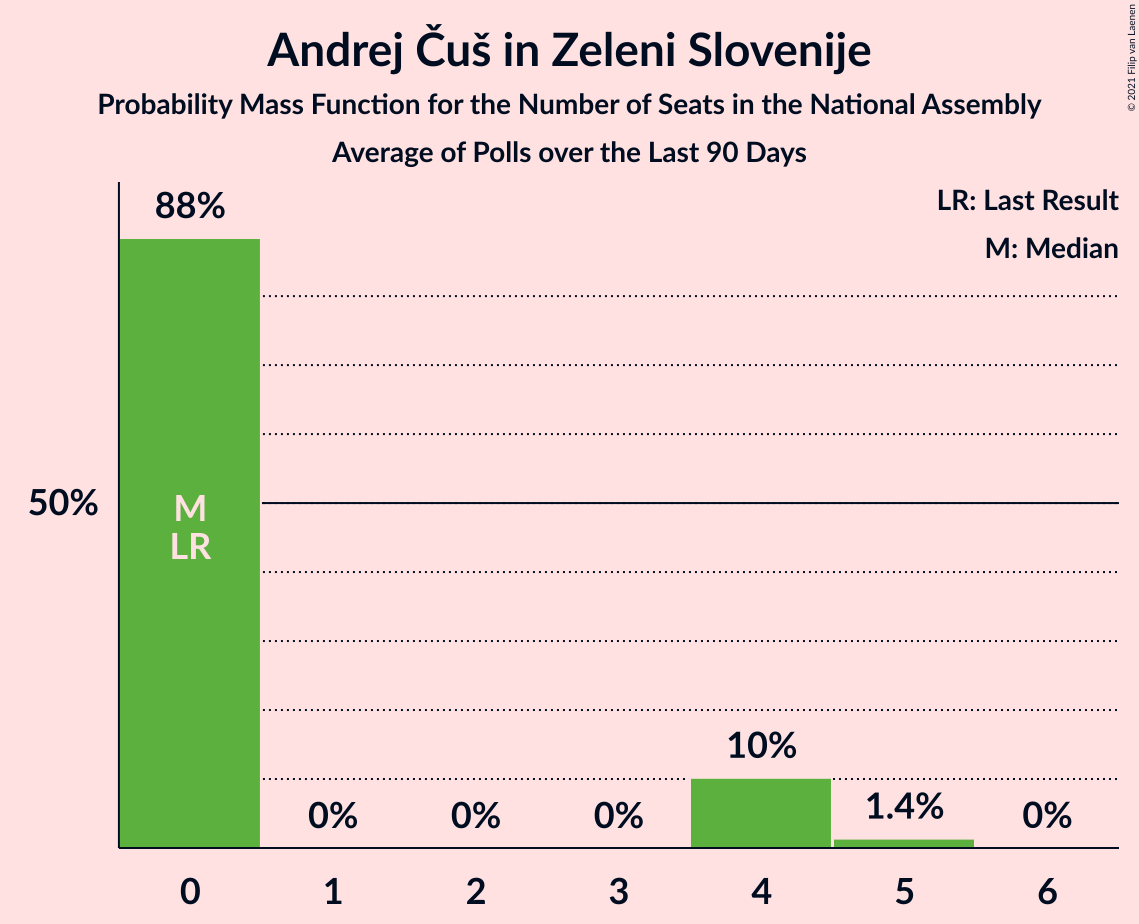 Andrej Čuš in Zeleni Slovenije
Probability Mass Function for the Number of Seats in the National Assembly
Average of Polls over the Last 90 Days
© 2021 Filip van Laenen
LR: Last Result
M: Median
88%
50%
M
LR
10%
1.4%
0%
0%
0%
0%
0 1 2 3 4 5 6